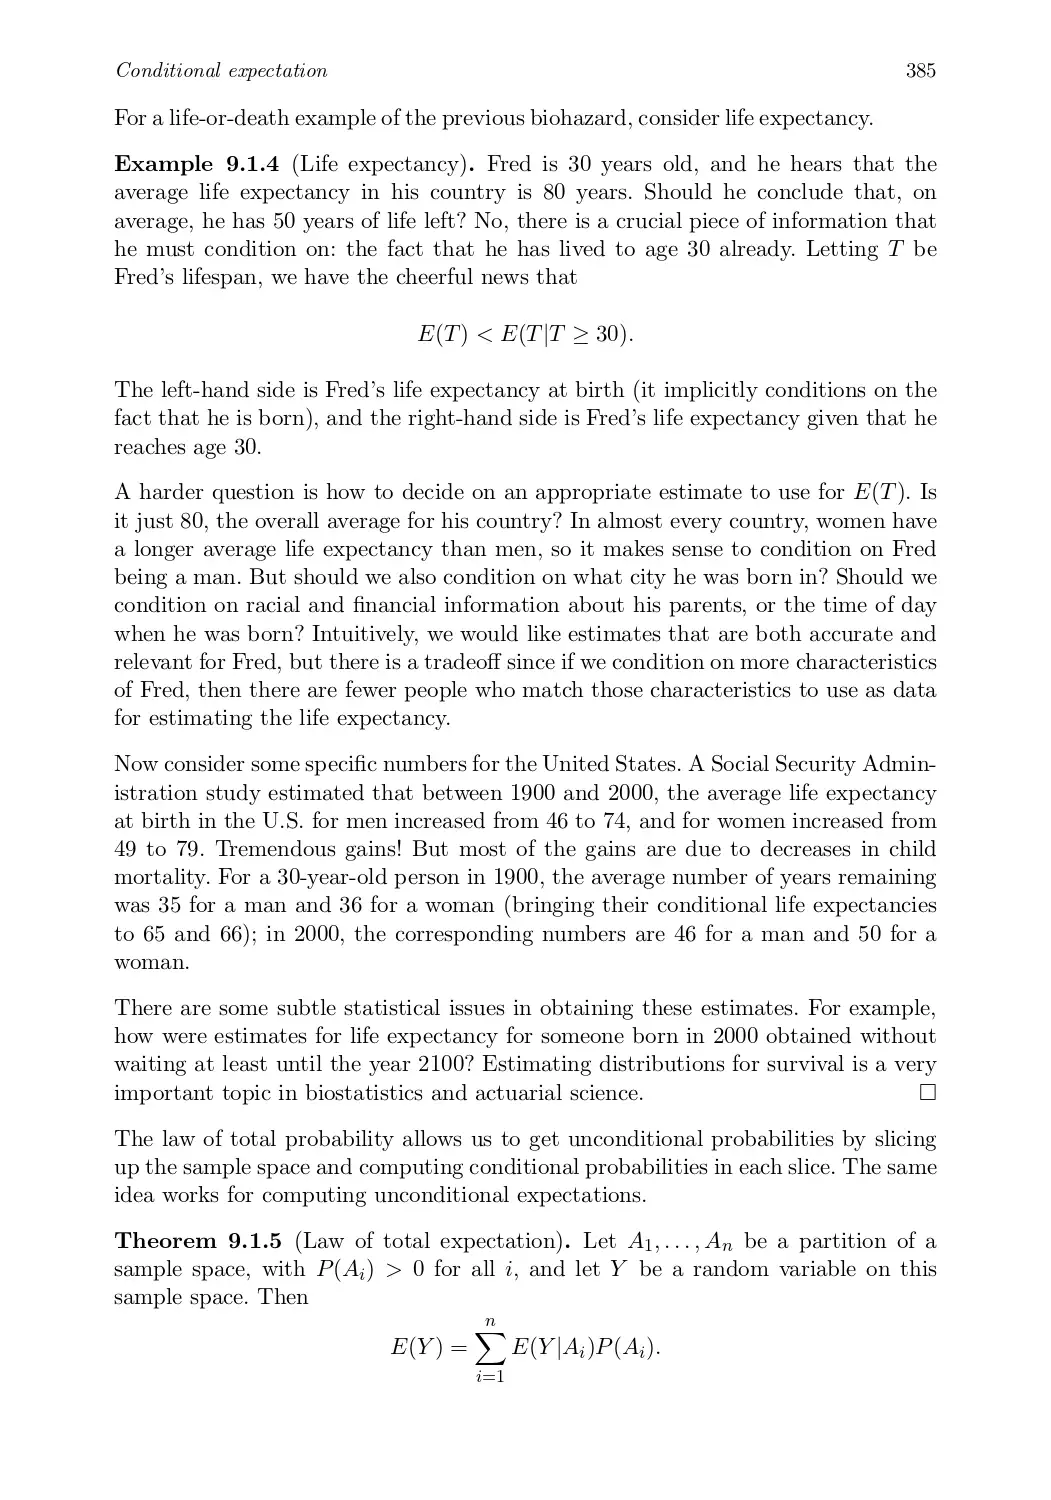 Conditional expectation 385
For a life-or-death example of the previous biohazard, consider life expectancy.
Example 9.1.4 (Life expectancy). Fred is 30 years old, and he hears that the
average life expectancy in his country is 80 years. Should he conclude that, on
average, he has 50 years of life left? No, there is a crucial piece of information that
he must condition on: the fact that he has lived to age 30 already. Letting T be
Fred's lifespan, we have the cheerful news that
E(T) < E(T|T ≥ 30).
The left-hand side is Fred's life expectancy at birth (it implicitly conditions on the
fact that he is born), and the right-hand side is Fred's life expectancy given that he
reaches age 30.
A harder question is how to decide on an appropriate estimate to use for E(T). Is
it just 80, the overall average for his country? In almost every country, women have
a longer average life expectancy than men, so it makes sense to condition on Fred
being a man. But should we also condition on what city he was born in? Should we
condition on racial and financial information about his parents, or the time of day
when he was born? Intuitively, we would like estimates that are both accurate and
relevant for Fred, but there is a tradeoff since if we condition on more characteristics
of Fred, then there are fewer people who match those characteristics to use as data
for estimating the life expectancy.
Now consider some specific numbers for the United States. A Social Security Admin-
istration study estimated that between 1900 and 2000, the average life expectancy
at birth in the U.S. for men increased from 46 to 74, and for women increased from
49 to 79. Tremendous gains! But most of the gains are due to decreases in child
mortality. For a 30-year-old person in 1900, the average number of years remaining
was 35 for a man and 36 for a woman (bringing their conditional life expectancies
to 65 and 66); in 2000, the corresponding numbers are 46 for a man and 50 for a
woman.
There are some subtle statistical issues in obtaining these estimates. For example,
how were estimates for life expectancy for someone born in 2000 obtained without
waiting at least until the year 2100? Estimating distributions for survival is a very
important topic in biostatistics and actuarial science. □
The law of total probability allows us to get unconditional probabilities by slicing
up the sample space and computing conditional probabilities in each slice. The same
idea works for computing unconditional expectations.
Theorem 9.1.5 (Law of total expectation). Let A₁, . . . , Aₙ be a partition of a
sample space, with P(Aᵢ) > 0 for all i, and let Y be a random variable on this
sample space. Then
n
E(Y) = ∑ E(Y|Aᵢ)P(Aᵢ).
i=1